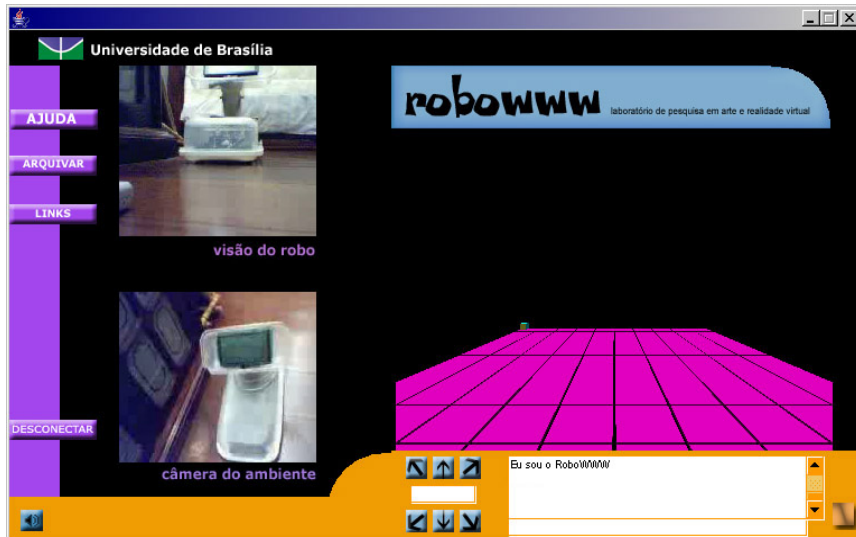 Universidade de Brasília
robowww laboratório de pesquisa em arte e realidade virtual
AJUDA
ARQUIVAR
LINKS
visão do robo
DESCONECTAR
câmera do ambiente
Eu sou o RoboWWW